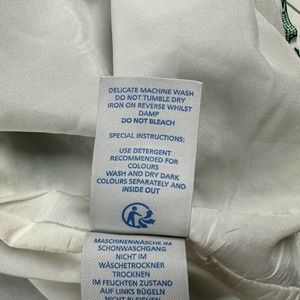 DELICATE MACHINE WASH
DO NOT TUMBLE DRY
IRON ON REVERSE WHILST
DAMP
DO NOT BLEACH
SPECIAL INSTRUCTIONS:
USE DETERGENT
RECOMMENDED FOR
COLOURS
WASH AND DRY DARK
COLOURS SEPARATELY AND
INSIDE OUT
MASCHINENWÄSCHE IM
SCHONWASCHGANG
NICHT IM
WÄSCHETROCKNER
TROCKNEN
IM FEUCHTEN ZUSTAND
AUF LINKS BÜGELN
NICHT BLEICHEN